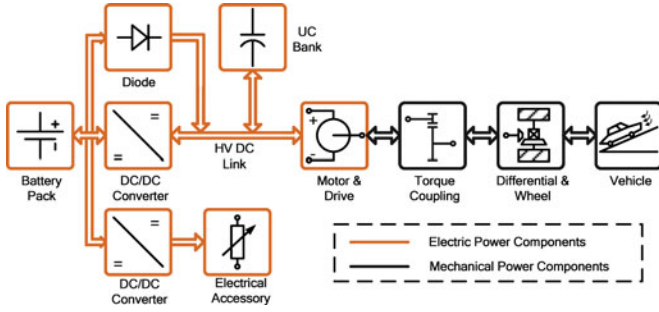 UC
Bank
Diode
+
HV DC
Link
+
-
=
=
Battery
Pack
DC/DC
Converter
Motor &
Drive
Torque
Coupling
Differential &
Wheel
Vehicle
=
=
DC/DC
Converter
Electrical
Accessory
Electric Power Components
Mechanical Power Components